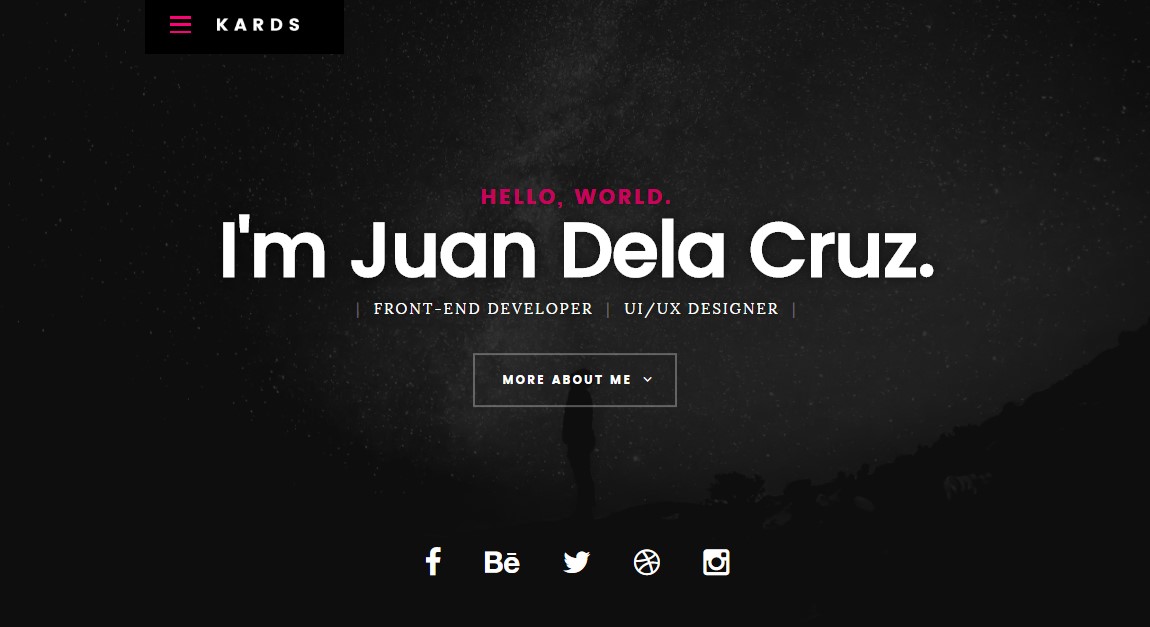 KARDS
HELLO, WORLD.
I'm Juan Dela Cruz.
| FRONT-END DEVELOPER | UI/UX DESIGNER |
MORE ABOUT ME
Bē